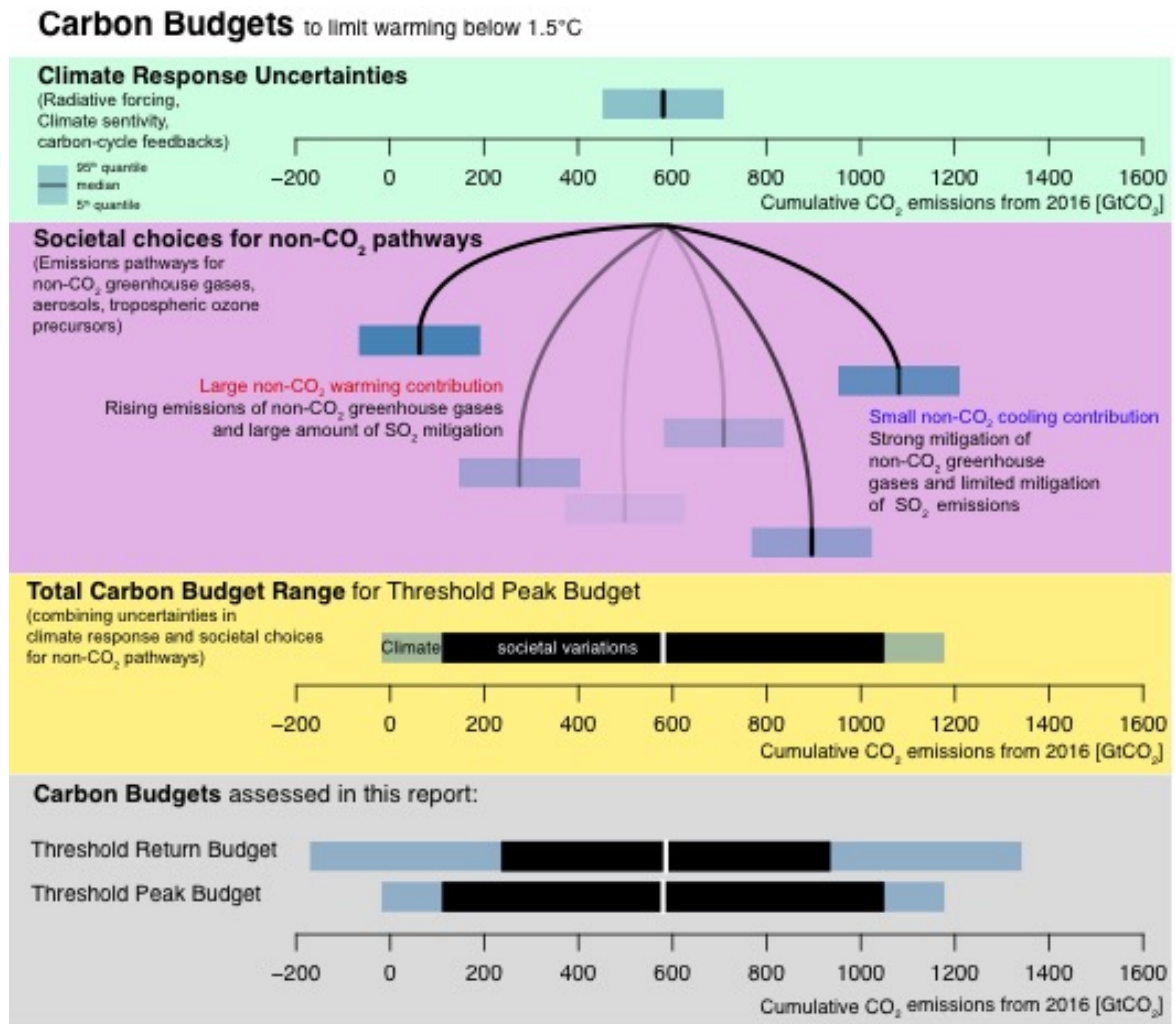 Carbon Budgets to limit warming below 1.5°C
Climate Response Uncertainties
(Radiative forcing,
Climate sentivity,
carbon-cycle feedbacks)
95th quantile
median
5th quantile
−200 0 200 400 600 800 1000 1200 1400 1600
Cumulative CO₂ emissions from 2016 [GtCO₂]
Societal choices for non-CO₂ pathways
(Emissions pathways for
non-CO₂ greenhouse gases,
aerosols, tropospheric ozone
precursors)
Large non-CO₂ warming contribution
Rising emissions of non-CO₂ greenhouse gases
and large amount of SO₂ mitigation
Small non-CO₂ cooling contribution
Strong mitigation of
non-CO₂ greenhouse
gases and limited mitigation
of SO₂ emissions
Total Carbon Budget Range for Threshold Peak Budget
(combining uncertainties in
climate response and societal choices
for non-CO₂ pathways)
Climate societal variations
−200 0 200 400 600 800 1000 1200 1400 1600
Cumulative CO₂ emissions from 2016 [GtCO₂]
Carbon Budgets assessed in this report:
Threshold Return Budget
Threshold Peak Budget
−200 0 200 400 600 800 1000 1200 1400 1600
Cumulative CO₂ emissions from 2016 [GtCO₂]